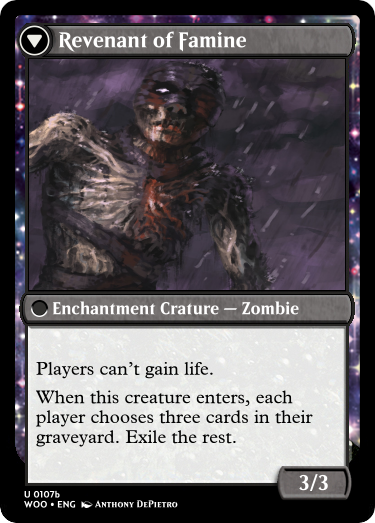 Revenant of Famine
Enchantment Crature — Zombie
Players can't gain life.
When this creature enters, each
player chooses three cards in their
graveyard. Exile the rest.
3/3
U 0107b
WOO • ENG Anthony DePietro